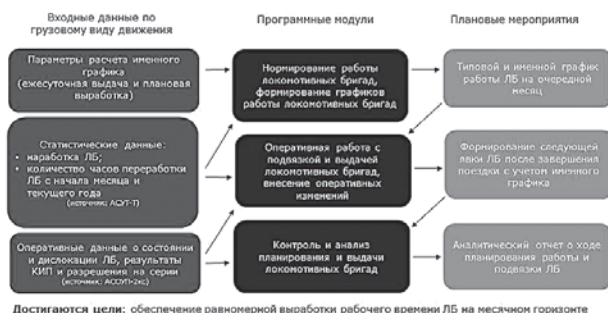 Входные данные по
грузовому виду движения
Параметры расчета именного
графика
(ежесуточная выдача и плановая
выработка)
Статистические данные:
• наработка ЛБ;
• количество часов переработки
ЛБ с начала месяца и
текущего года
(источник: АСУТ-Т)
Оперативные данные о состоянии
и дислокации ЛБ, результаты
КИП и разрешения на серии
(источник: АСОУП-2кс)
Программные модули
Нормирование работы
локомотивных бригад,
формирование графиков
работы локомотивных бригад
Оперативная работа с
подвязкой и выдачей
локомотивных бригад,
внесение оперативных
изменений
Контроль и анализ
планирования и выдачи
локомотивных бригад
Плановые мероприятия
Типовой и именной график
работы ЛБ на очередной
месяц
Формирование следующей
явки ЛБ после завершения
поездки с учетом именного
графика
Аналитический отчет о ходе
планирования работы и
подвязки ЛБ
Достигаются цели: обеспечение равномерной выработки рабочего времени ЛБ на месячном горизонте